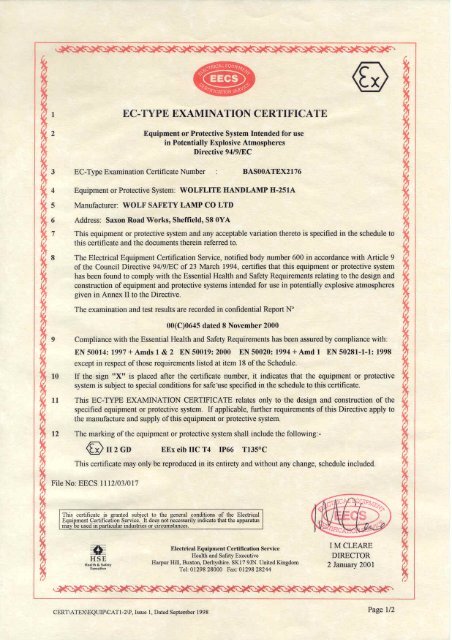 ELECTRICAL EQUIPMENT
EECS
CERTIFICATION SERVICE
Ex
1 EC-TYPE EXAMINATION CERTIFICATE
2 Equipment or Protective System Intended for use
in Potentially Explosive Atmospheres
Directive 94/9/EC
3 EC-Type Examination Certificate Number : BAS00ATEX2176
4 Equipment or Protective System: WOLFLITE HANDLAMP H-251A
5 Manufacturer: WOLF SAFETY LAMP CO LTD
6 Address: Saxon Road Works, Sheffield, S8 0YA
7 This equipment or protective system and any acceptable variation thereto is specified in the schedule to
this certificate and the documents therein referred to.
8 The Electrical Equipment Certification Service, notified body number 600 in accordance with Article 9
of the Council Directive 94/9/EC of 23 March 1994, certifies that this equipment or protective system
has been found to comply with the Essential Health and Safety Requirements relating to the design and
construction of equipment and protective systems intended for use in potentially explosive atmospheres
given in Annex II to the Directive.
The examination and test results are recorded in confidential Report N°
00(C)0645 dated 8 November 2000
9 Compliance with the Essential Health and Safety Requirements has been assured by compliance with:
EN 50014: 1997 + Amds 1 & 2 EN 50019: 2000 EN 50020: 1994 + Amd 1 EN 50281-1-1: 1998
except in respect of those requirements listed at item 18 of the Schedule.
10 If the sign "X" is placed after the certificate number, it indicates that the equipment or protective
system is subject to special conditions for safe use specified in the schedule to this certificate.
11 This EC-TYPE EXAMINATION CERTIFICATE relates only to the design and construction of the
specified equipment or protective system. If applicable, further requirements of this Directive apply to
the manufacture and supply of this equipment or protective system.
12 The marking of the equipment or protective system shall include the following:-
Ex II 2 GD EEx eib IIC T4 IP66 T135°C
This certificate may only be reproduced in its entirety and without any change, schedule included.
File No: EECS 1112/03/017
This certificate is granted subject to the general conditions of the Electrical
Equipment Certification Service. It does not necessarily indicate that the apparatus
may be used in particular industries or circumstances.
EECS
HSE
Health & Safety
Executive
Electrical Equipment Certification Service
Health and Safety Executive
Harpur Hill, Buxton, Derbyshire. SK17 9JN. United Kingdom
Tel: 01298 28000 Fax: 01298 28244
I M CLEARE
DIRECTOR
2 January 2001
CERT\ATEX\EQUIP\CAT1-2\P, Issue 1, Dated September 1998
Page 1/2